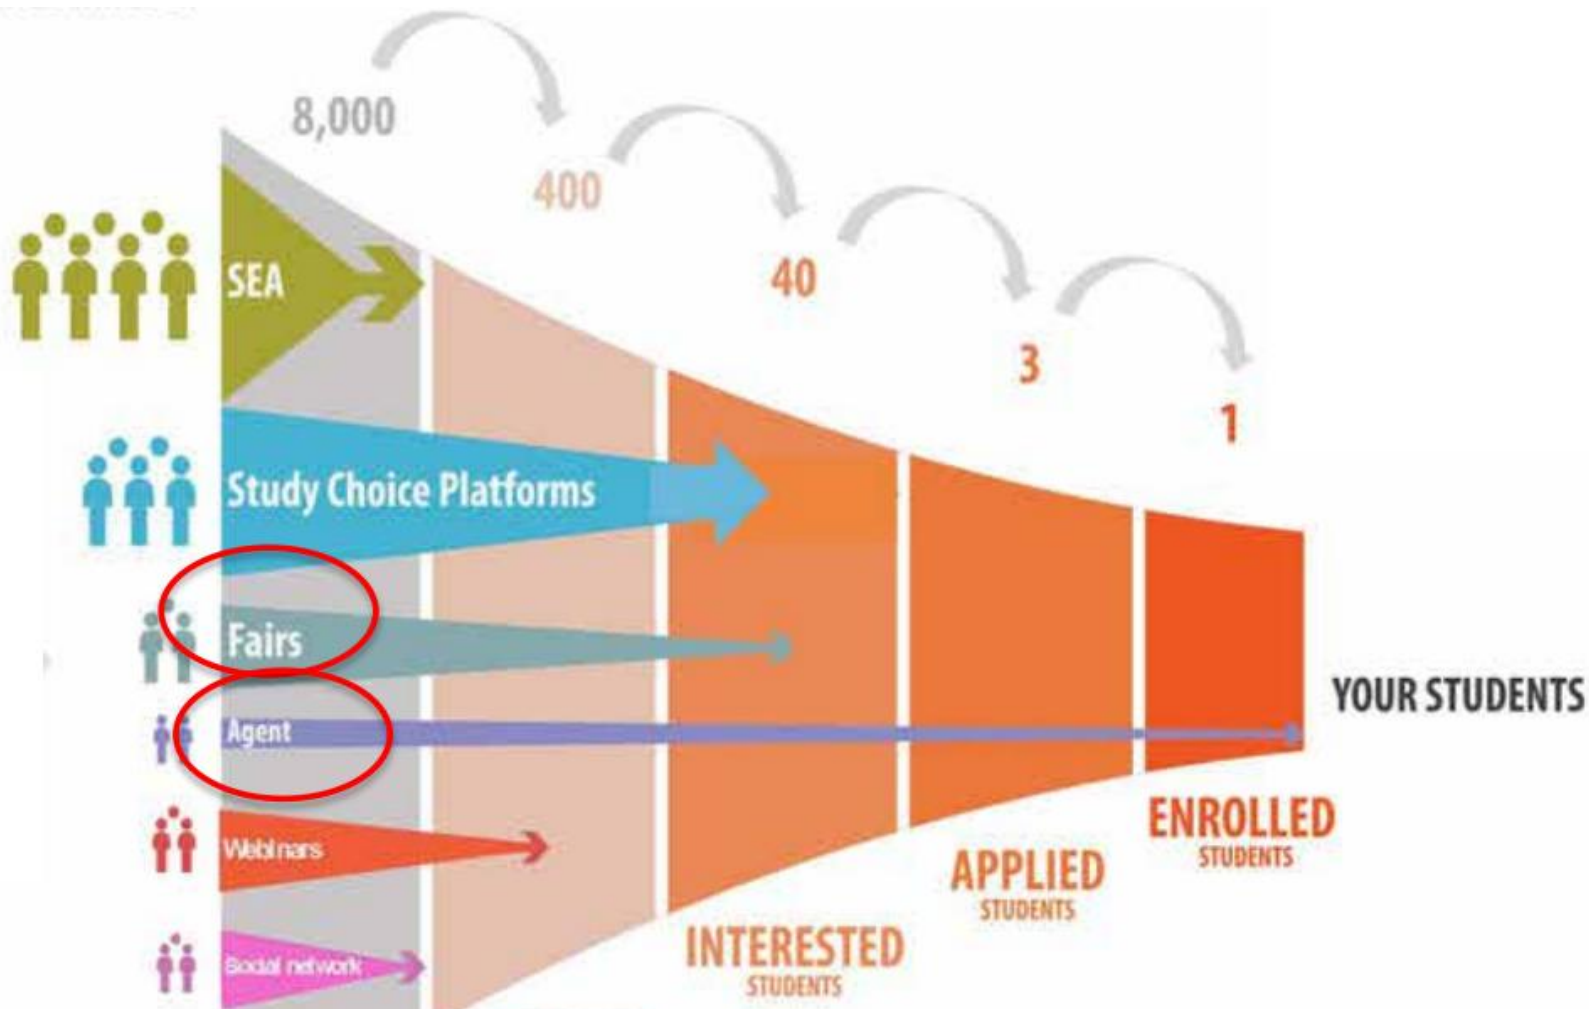 8,000
400
40
3
1
SEA
Study Choice Platforms
Fairs
Agent
Webinars
Social network
YOUR STUDENTS
ENROLLED
STUDENTS
APPLIED
STUDENTS
INTERESTED
STUDENTS